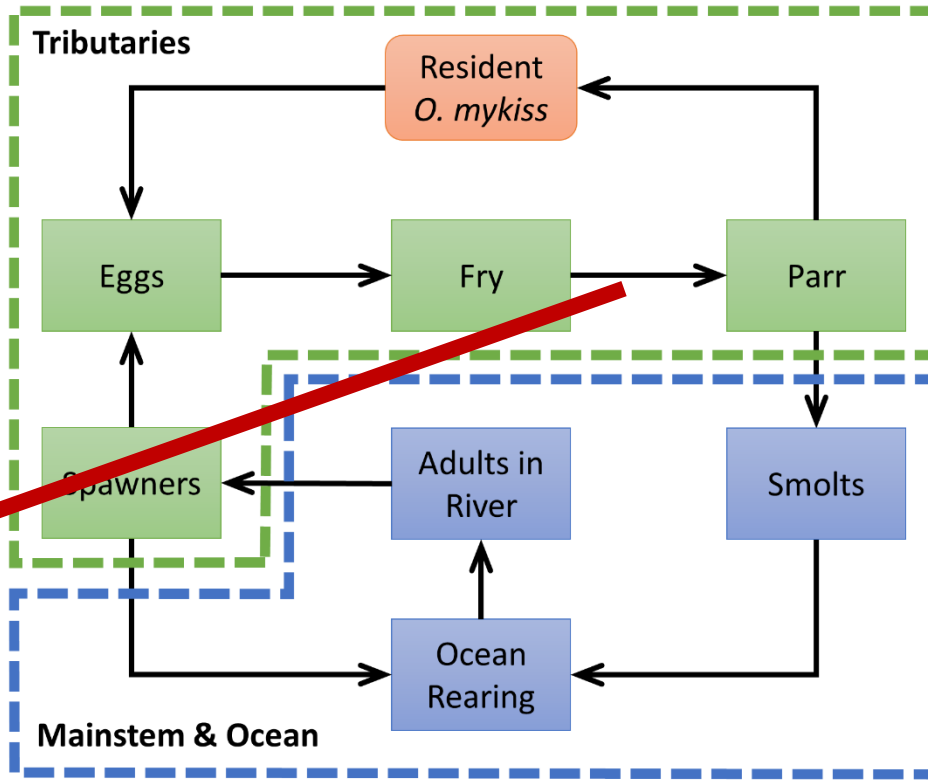 Tributaries
Resident
O. mykiss
Eggs
Fry
Parr
Spawners
Adults in
River
Smolts
Ocean
Rearing
Mainstem & Ocean